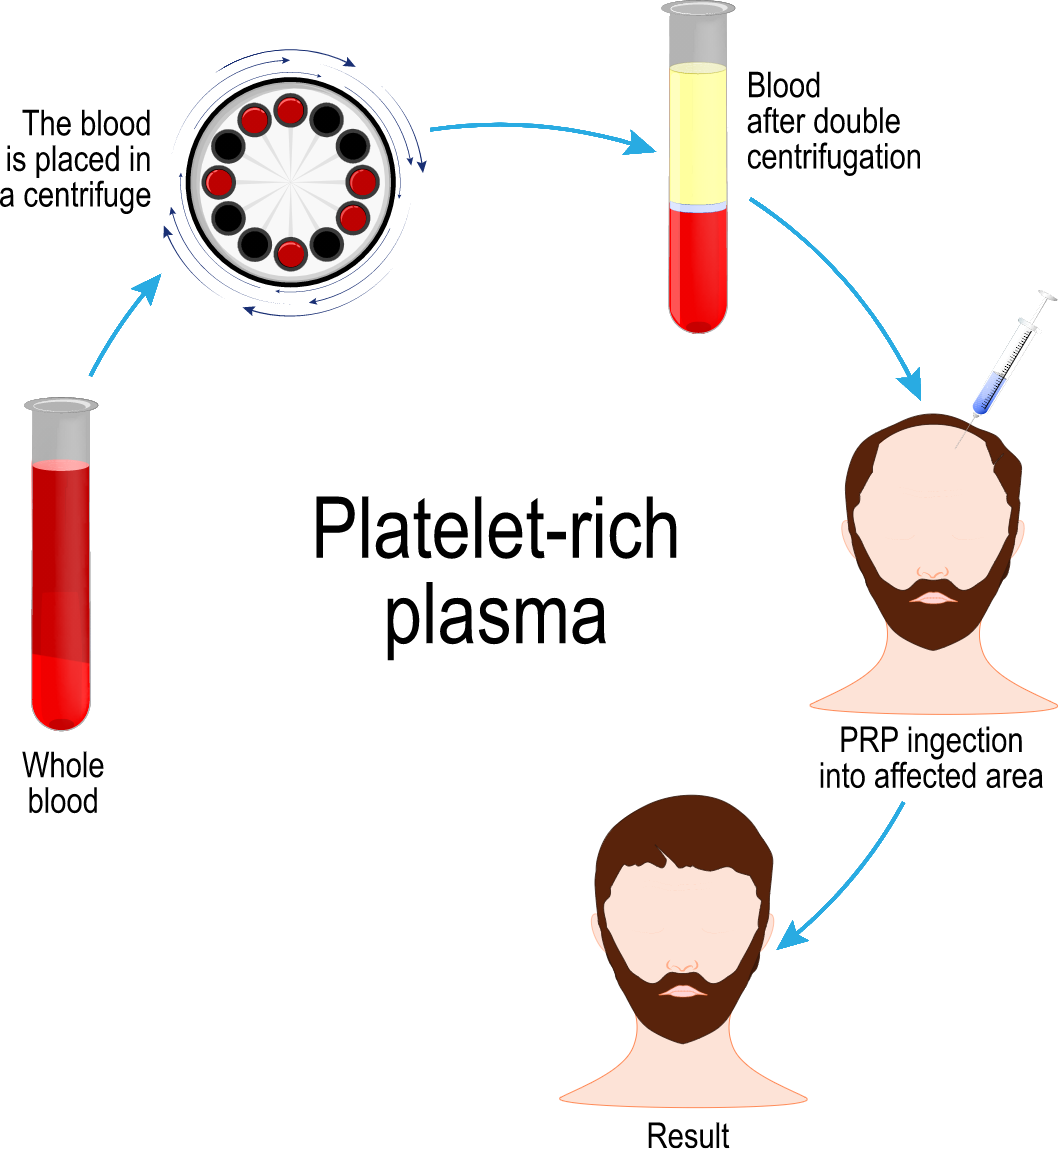 The blood
is placed in
a centrifuge
Blood
after double
centrifugation
Platelet-rich
plasma
Whole
blood
PRP ingection
into affected area
Result